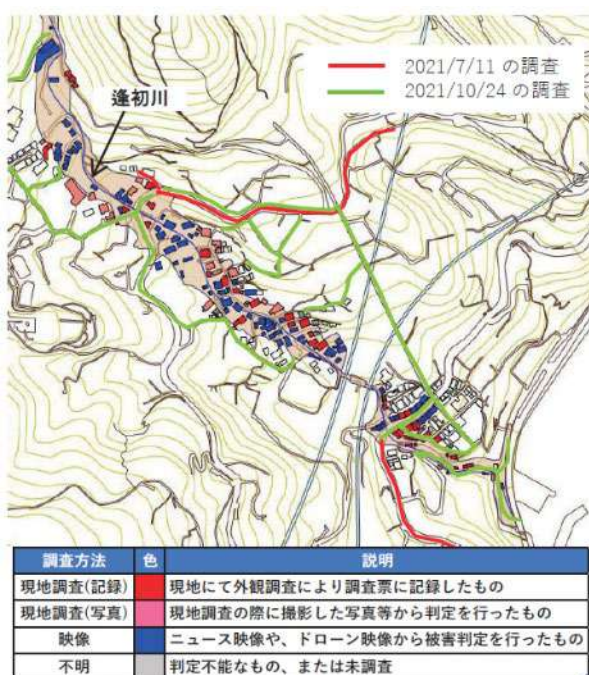 2021/7/11 の調査
2021/10/24 の調査
逢初川
調査方法 色 説明
現地調査(記録) 現地にて外観調査により調査票に記録したもの
現地調査(写真) 現地調査の際に撮影した写真等から判定を行ったもの
映像 ニュース映像や、ドローン映像から被害判定を行ったもの
不明 判定不能なもの、または未調査